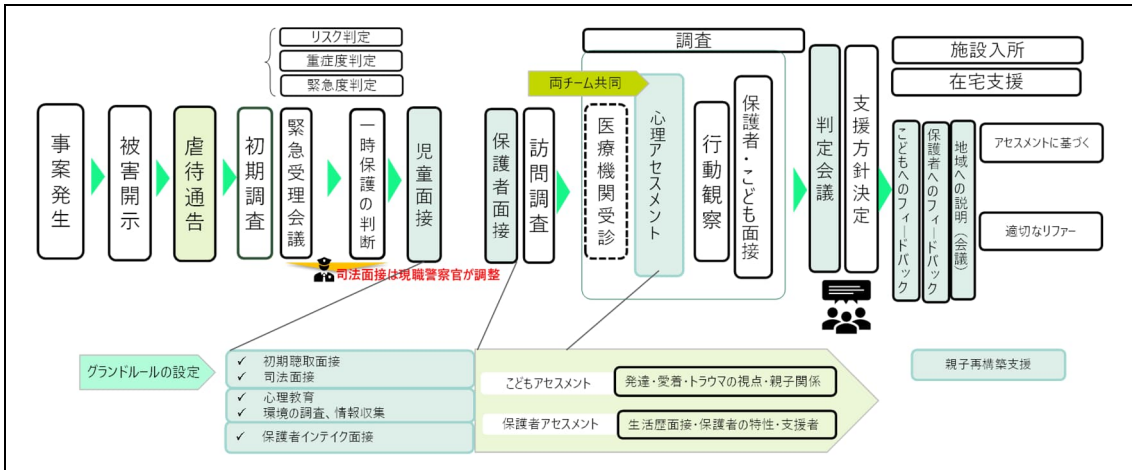 リスク判定
重症度判定
緊急度判定
調査
両チーム共同
施設入所
在宅支援
事案発生
被害開示
虐待通告
初期調査
緊急受理会議
一時保護の判断
児童面接
保護者面接
訪問調査
医療機関受診
心理アセスメント
行動観察
保護者・こども面接
判定会議
支援方針決定
こどもへのフィードバック
保護者へのフィードバック
地域への説明（会議）
アセスメントに基づく
適切なリファー
司法面接は現職警察官が調整
グランドルールの設定
✓ 初期聴取面接
✓ 司法面接
✓ 心理教育
✓ 環境の調査、情報収集
✓ 保護者インテイク面接
こどもアセスメント
発達・愛着・トラウマの視点・親子関係
保護者アセスメント
生活歴面接・保護者の特性・支援者
親子再構築支援